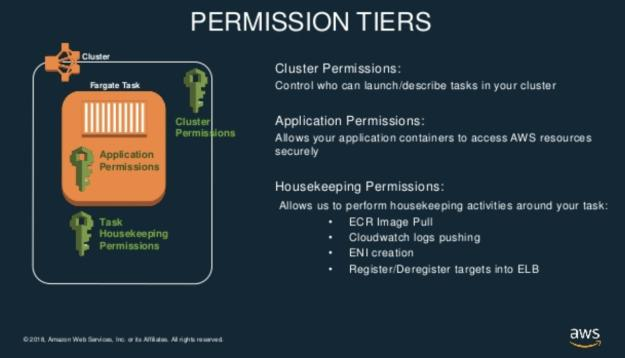 PERMISSION TIERS
Cluster
Fargate Task
Cluster
Permissions
Application
Permissions
Task
Housekeeping
Permissions
Cluster Permissions:
Control who can launch/describe tasks in your cluster
Application Permissions:
Allows your application containers to access AWS resources
securely
Housekeeping Permissions:
Allows us to perform housekeeping activities around your task:
• ECR Image Pull
• Cloudwatch logs pushing
• ENI creation
• Register/Deregister targets into ELB
© 2018, Amazon Web Services, Inc. or its Affiliates. All rights reserved.
aws